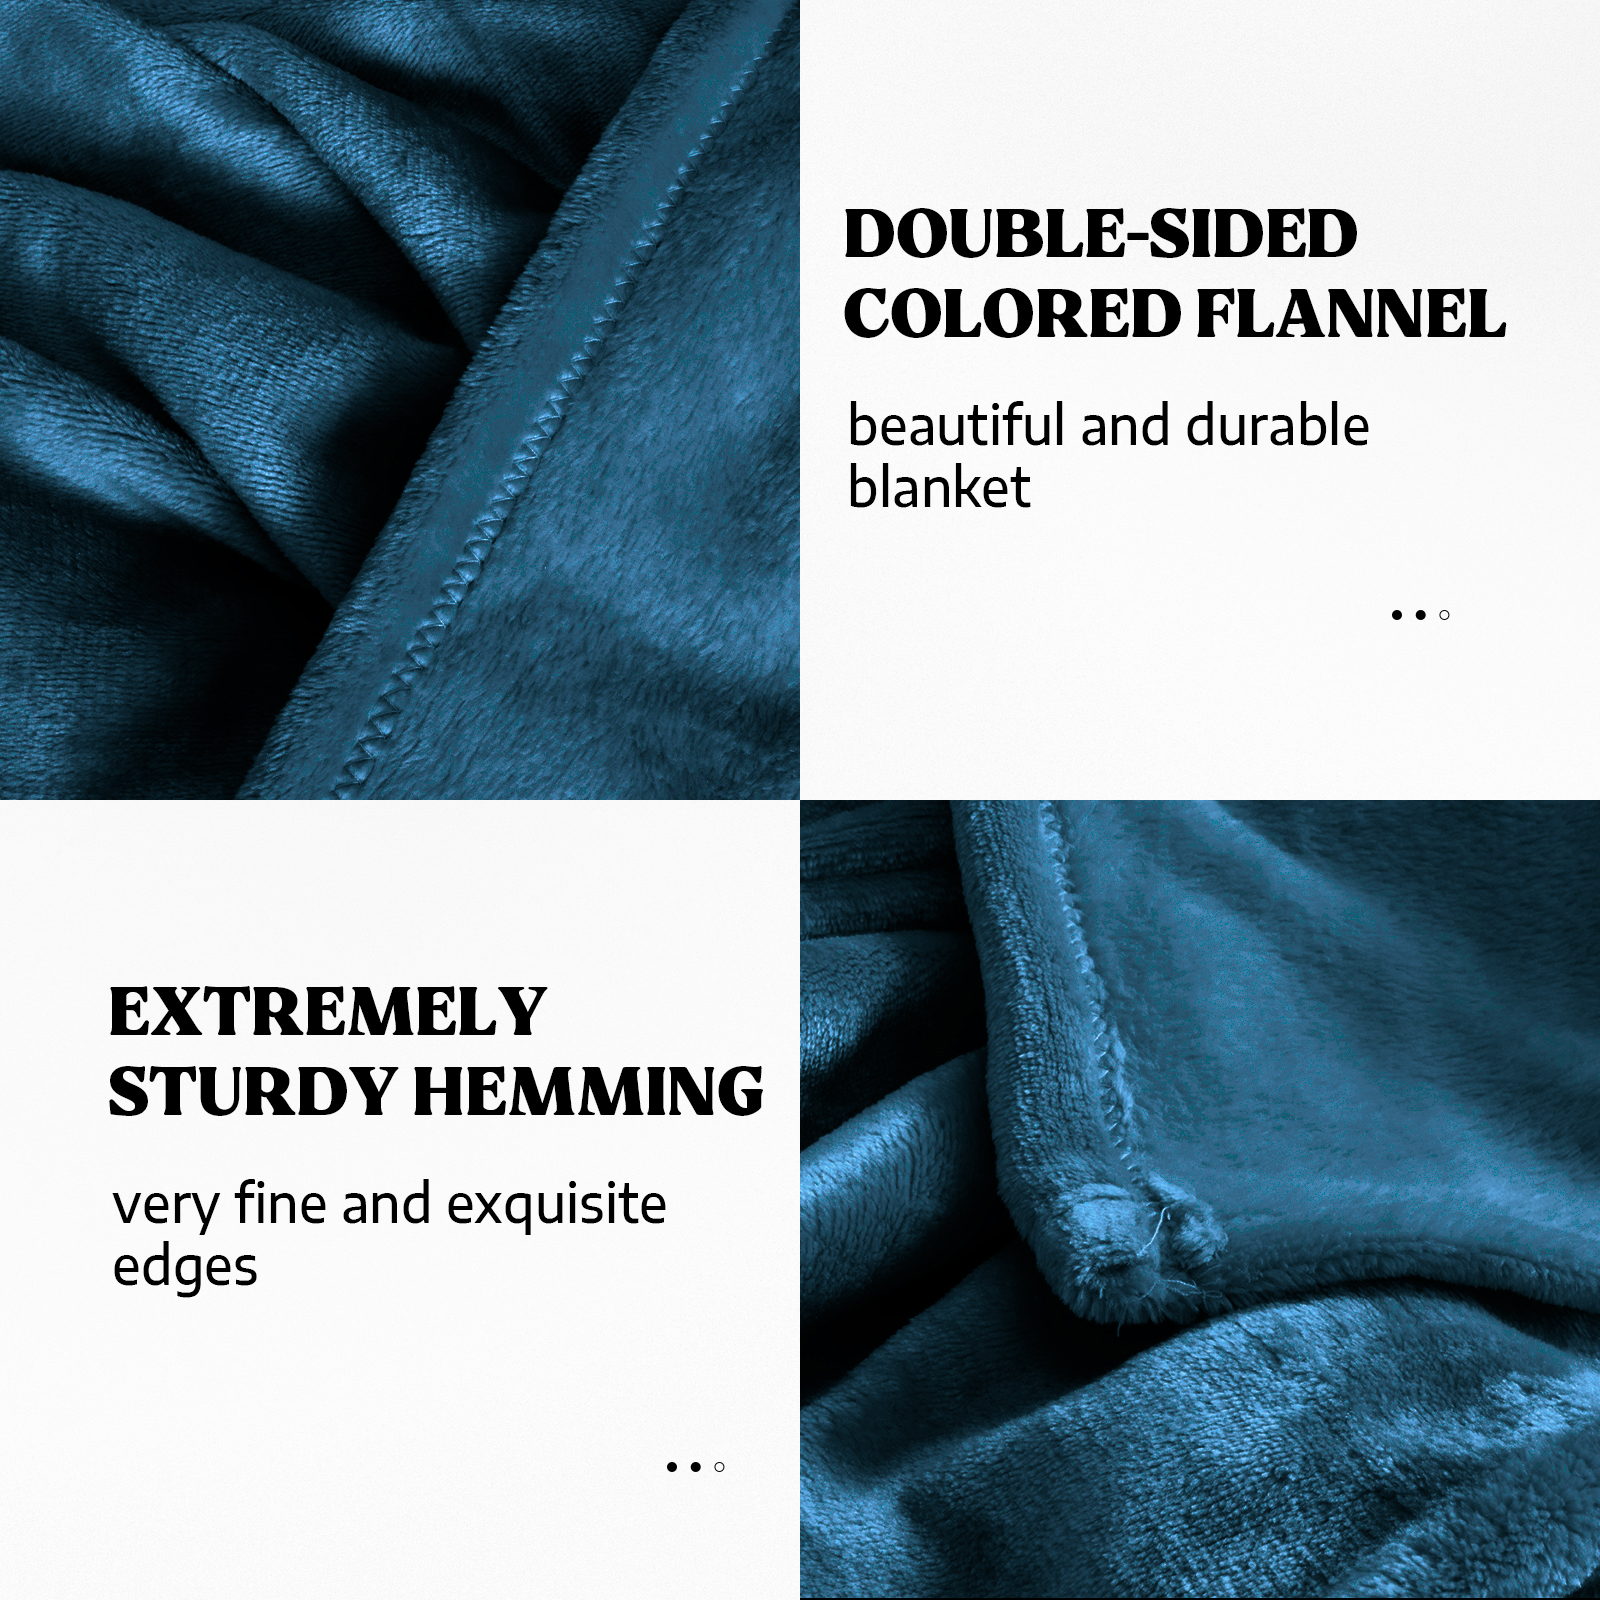 DOUBLE-SIDED
COLORED FLANNEL
beautiful and durable
blanket
EXTREMELY
STURDY HEMMING
very fine and exquisite
edges